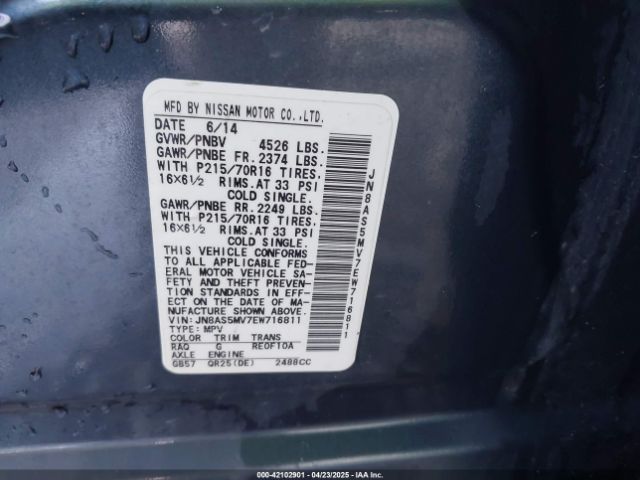 MFD BY NISSAN MOTOR CO.,LTD.
DATE 6/14
GVWR/PNBV 4526 LBS.
GAWR/PNBE FR. 2374 LBS.
WITH P215/70R16 TIRES,
16X6½ RIMS.AT 33 PSI
COLD SINGLE.
GAWR/PNBE RR. 2249 LBS.
WITH P215/70R16 TIRES,
16X6½ RIMS.AT 33 PSI
COLD SINGLE.
THIS VEHICLE CONFORMS
TO ALL APPLICABLE FED-
ERAL MOTOR VEHICLE SA-
FETY AND THEFT PREVEN-
TION STANDARDS IN EFF-
ECT ON THE DATE OF MA-
NUFACTURE SHOWN ABOVE.
VIN: JN8AS5MV7EW716811
TYPE: MPV
COLOR TRIM TRANS
RAQ G RE0F10A
AXLE ENGINE
GB57 QR25(DE) 2488CC
JN8AS5MV7EW716811
000-42102901 - 04/23/2025 - IAAI.COM